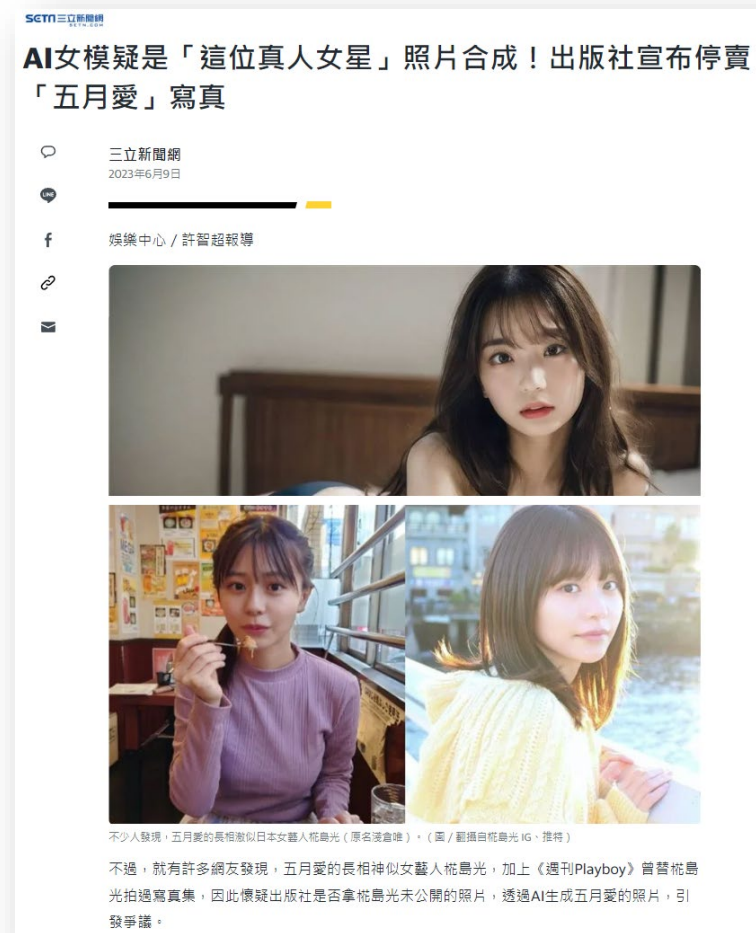 SETN三立新聞網
SETN.COM
AI女模疑是「這位真人女星」照片合成！出版社宣布停賣
「五月愛」寫真
三立新聞網
2023年6月9日
LINE
娛樂中心 / 許智超報導
不少人發現，五月愛的長相激似日本女藝人椛島光（原名淺倉唯）。（圖／翻攝自椛島光 IG、推特）
不過，就有許多網友發現，五月愛的長相神似女藝人椛島光，加上《週刊Playboy》曾替椛島
光拍過寫真集，因此懷疑出版社是否拿椛島光未公開的照片，透過AI生成五月愛的照片，引
發爭議。